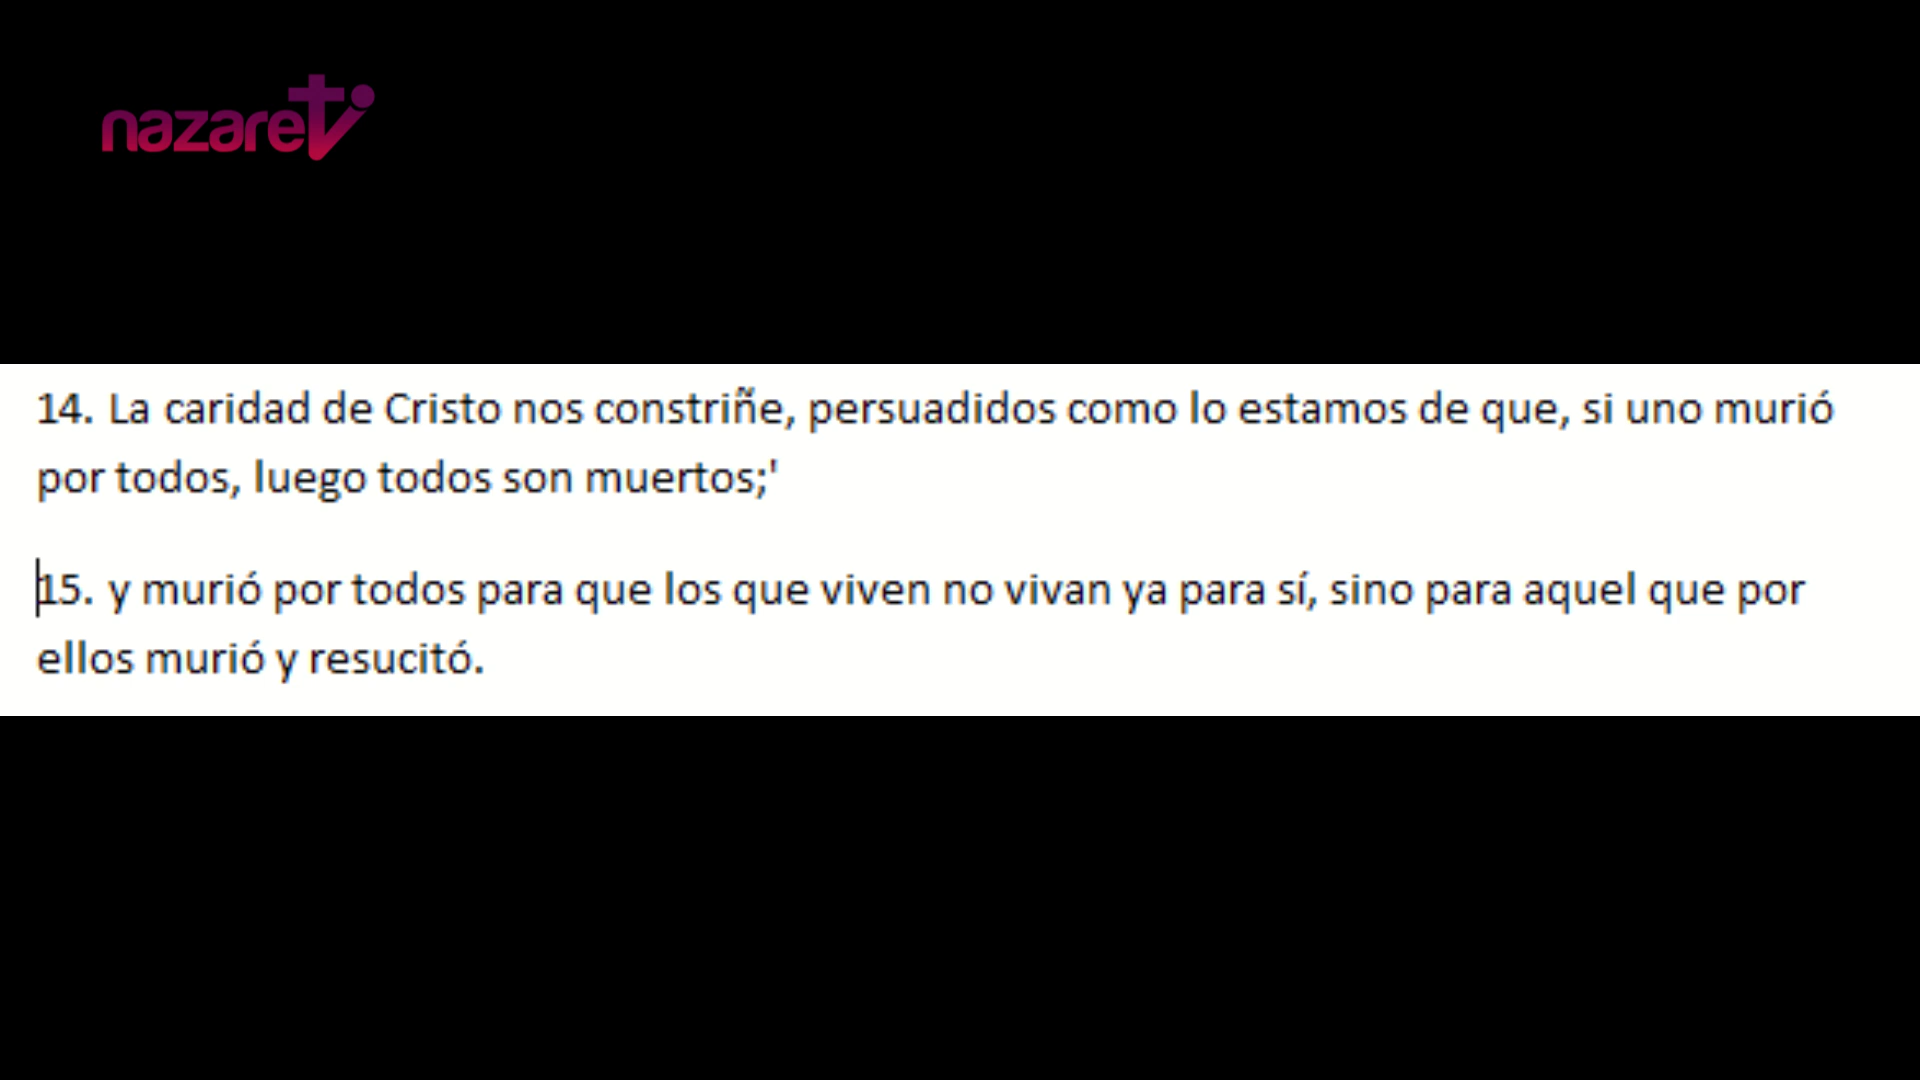 nazaretv
14. La caridad de Cristo nos constriñe, persuadidos como lo estamos de que, si uno murió
por todos, luego todos son muertos;'
15. y murió por todos para que los que viven no vivan ya para sí, sino para aquel que por
ellos murió y resucitó.